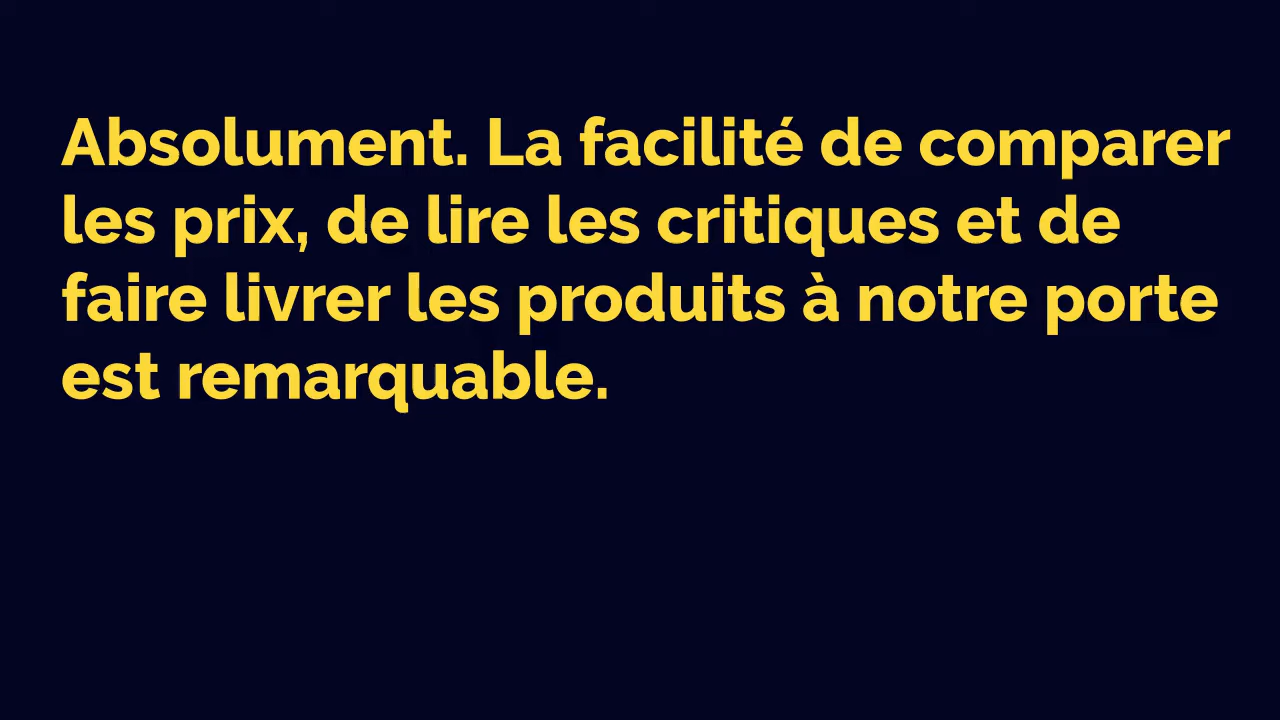 Absolument. La facilité de comparer
les prix, de lire les critiques et de
faire livrer les produits à notre porte
est remarquable.